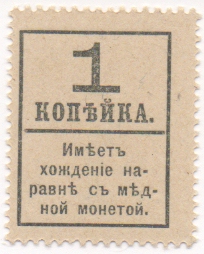 1
КОПѢЙКА.
Имѣетъ
хожденіе на-
равнѣ съ мѣд-
ной монетой.